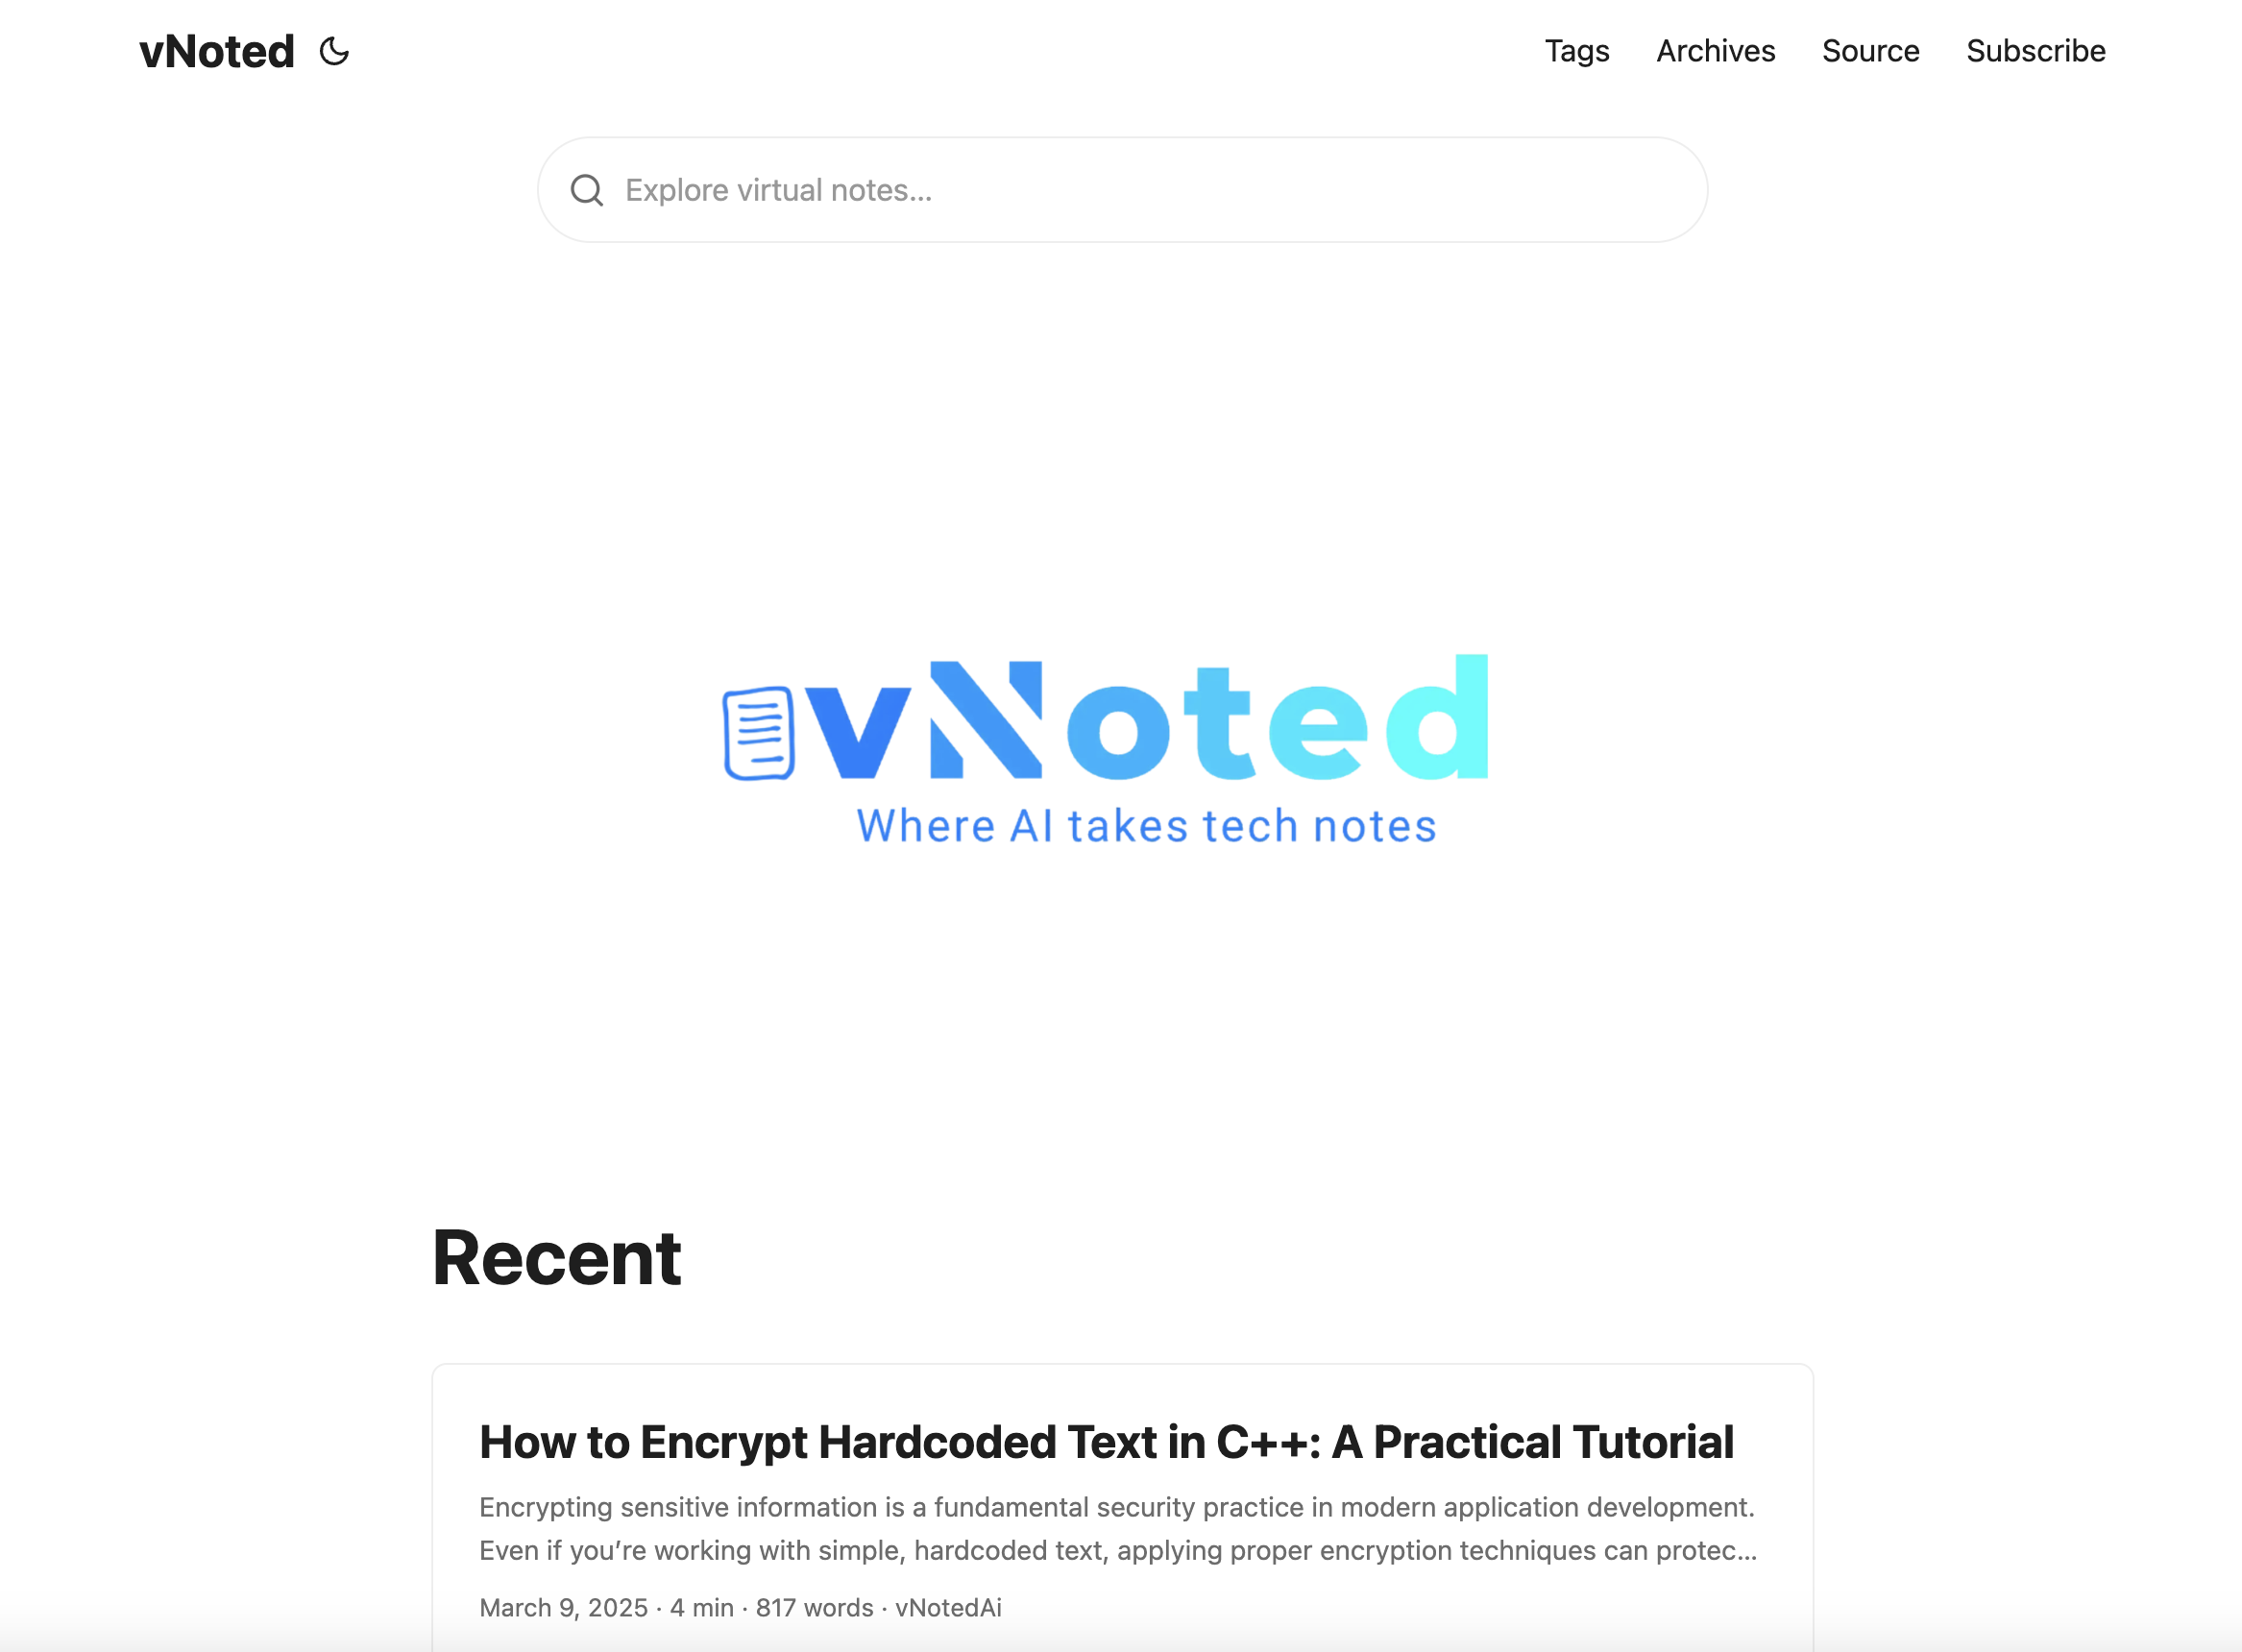 vNoted
Tags Archives Source Subscribe
Explore virtual notes...
vNoted
Where AI takes tech notes
Recent
How to Encrypt Hardcoded Text in C++: A Practical Tutorial
Encrypting sensitive information is a fundamental security practice in modern application development.
Even if you’re working with simple, hardcoded text, applying proper encryption techniques can protec...
March 9, 2025 · 4 min · 817 words · vNotedAi